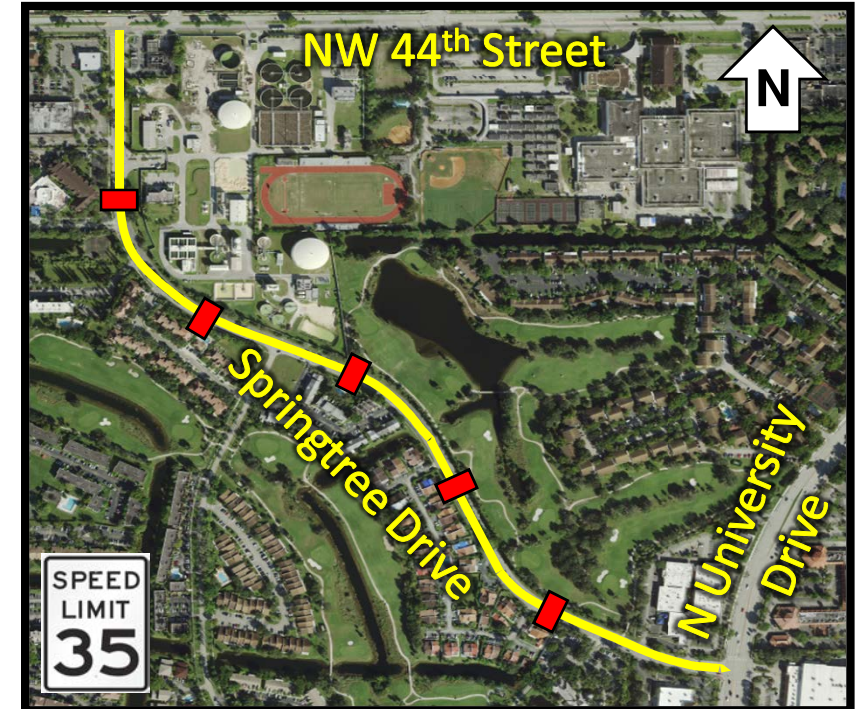 NW 44th Street
N
Springtree Drive
N University
Drive
SPEED
LIMIT
35